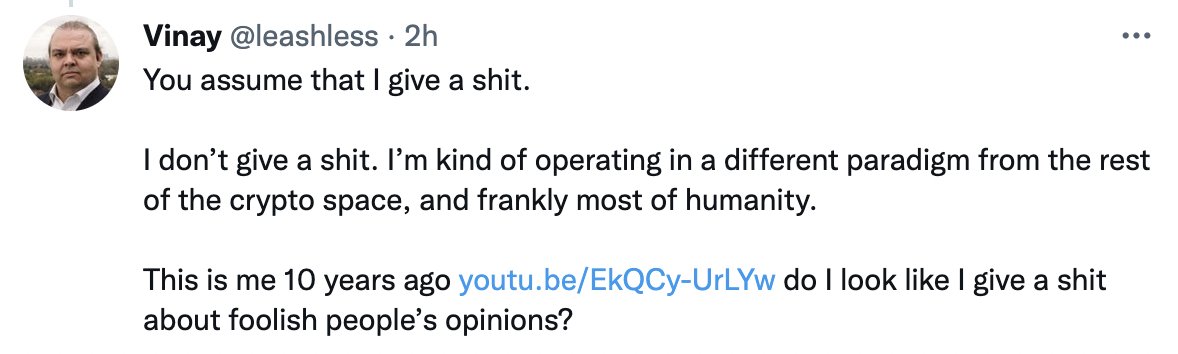 Vinay @leashless · 2h
You assume that I give a shit.
I don’t give a shit. I’m kind of operating in a different paradigm from the rest
of the crypto space, and frankly most of humanity.
This is me 10 years ago youtu.be/EkQCy-UrLYw do I look like I give a shit
about foolish people’s opinions?